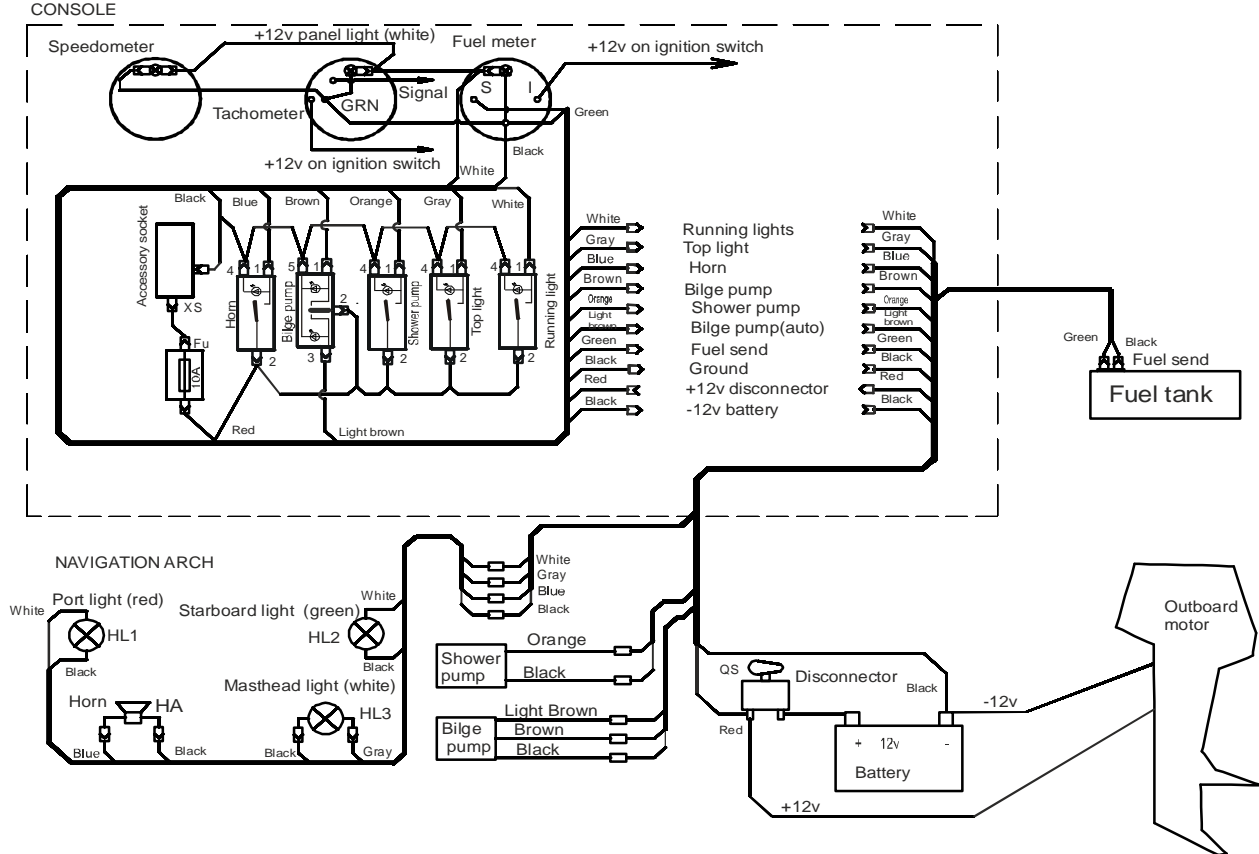 CONSOLE
+12v panel light (white)
Speedometer
Fuel meter
+12v on ignition switch
S
I
Signal
GRN
Tachometer
Green
Black
+12v on ignition switch
White
Black
Blue
Brown
Orange
Gray
White
Accessory socket
XS
Fu
10A
4
1
5
1
4
1
4
1
4
1
Horn
Bilge pump
Shower pump
Top light
Running light
2
2
3
2
2
2
Red
Light brown
White
Running lights
White
Gray
Top light
Gray
Blue
Horn
Blue
Brown
Bilge pump
Brown
Orange
Shower pump
Orange
Light
brown
Bilge pump(auto)
Light
brown
Green
Fuel send
Green
Black
Ground
Black
Red
+12v disconnector
Red
Black
-12v battery
Black
Green
Black
Fuel send
Fuel tank
NAVIGATION ARCH
White
Gray
Blue
Black
Port light (red)
White
HL1
Black
Starboard light (green)
White
HL2
Black
Horn
HA
Blue
Black
Masthead light (white)
HL3
Black
Gray
Shower
pump
Orange
Black
Bilge
pump
Light Brown
Brown
Black
QS
Disconnector
Black
Red
-12v
+ 12v -
Battery
+12v
Outboard
motor